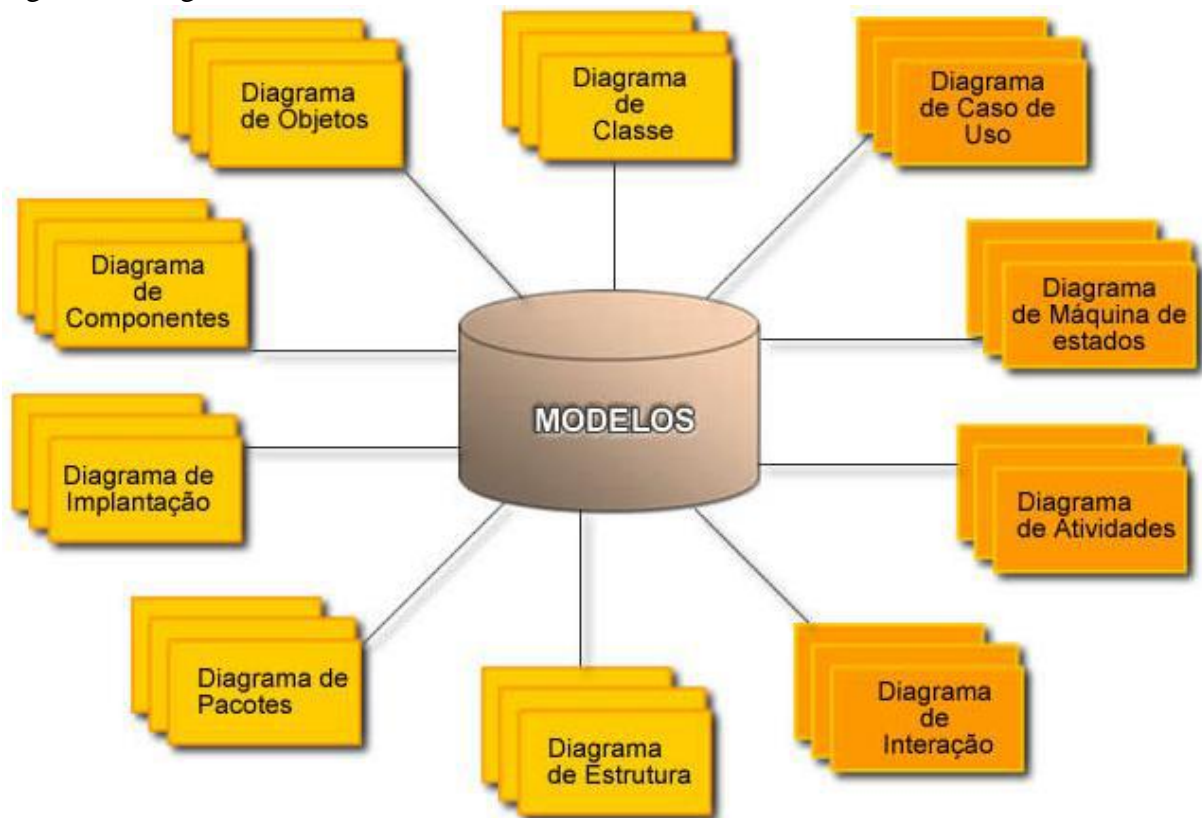 Diagrama
de Objetos
Diagrama
de
Classe
Diagrama
de Caso de
Uso
Diagrama
de
Componentes
Diagrama
de Máquina de
estados
MODELOS
Diagrama de
Implantação
Diagrama
de Atividades
Diagrama de
Pacotes
Diagrama
de Estrutura
Diagrama
de
Interação